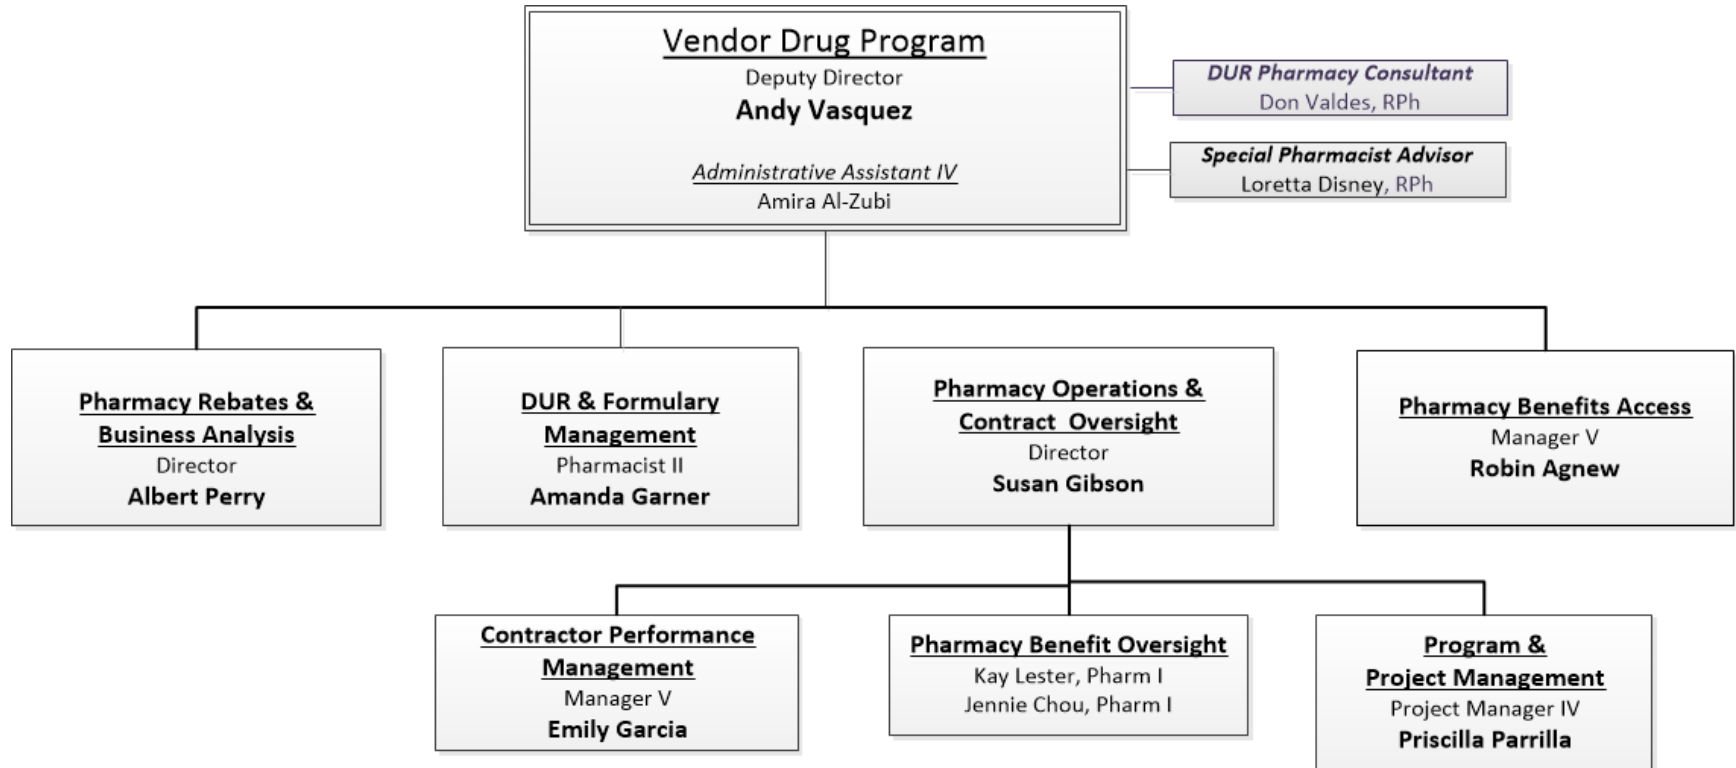 Vendor Drug Program
Deputy Director
Andy Vasquez
Administrative Assistant IV
Amira Al-Zubi
DUR Pharmacy Consultant
Don Valdes, RPh
Special Pharmacist Advisor
Loretta Disney, RPh
Pharmacy Rebates &
Business Analysis
Director
Albert Perry
DUR & Formulary
Management
Pharmacist II
Amanda Garner
Pharmacy Operations &
Contract Oversight
Director
Susan Gibson
Pharmacy Benefits Access
Manager V
Robin Agnew
Contractor Performance
Management
Manager V
Emily Garcia
Pharmacy Benefit Oversight
Kay Lester, Pharm I
Jennie Chou, Pharm I
Program &
Project Management
Project Manager IV
Priscilla Parrilla